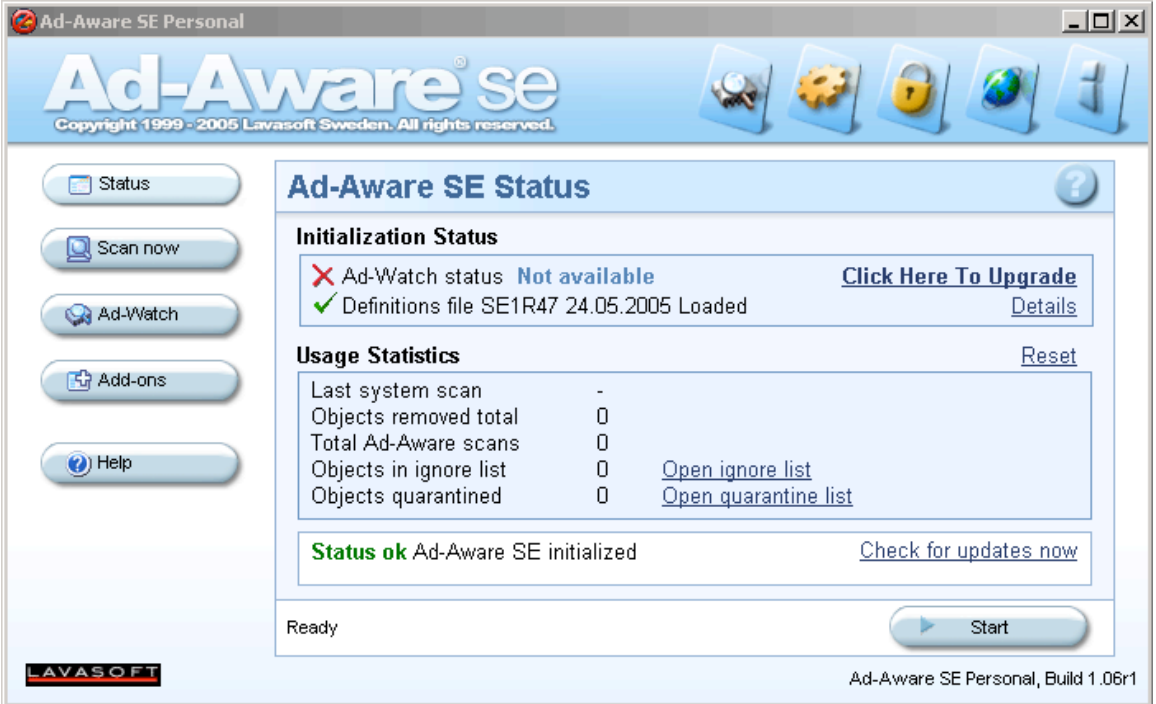 Ad-Aware SE Personal
Ad-Aware® se
Copyright 1999 - 2005 Lavasoft Sweden. All rights reserved.
Status
Scan now
Ad-Watch
Add-ons
Help
Ad-Aware SE Status
?
Initialization Status
Ad-Watch status Not available Click Here To Upgrade
Definitions file SE1R47 24.05.2005 Loaded Details
Usage Statistics Reset
Last system scan -
Objects removed total 0
Total Ad-Aware scans 0
Objects in ignore list 0 Open ignore list
Objects quarantined 0 Open quarantine list
Status ok Ad-Aware SE initialized Check for updates now
Ready Start
LAVASOFT
Ad-Aware SE Personal, Build 1.06r1